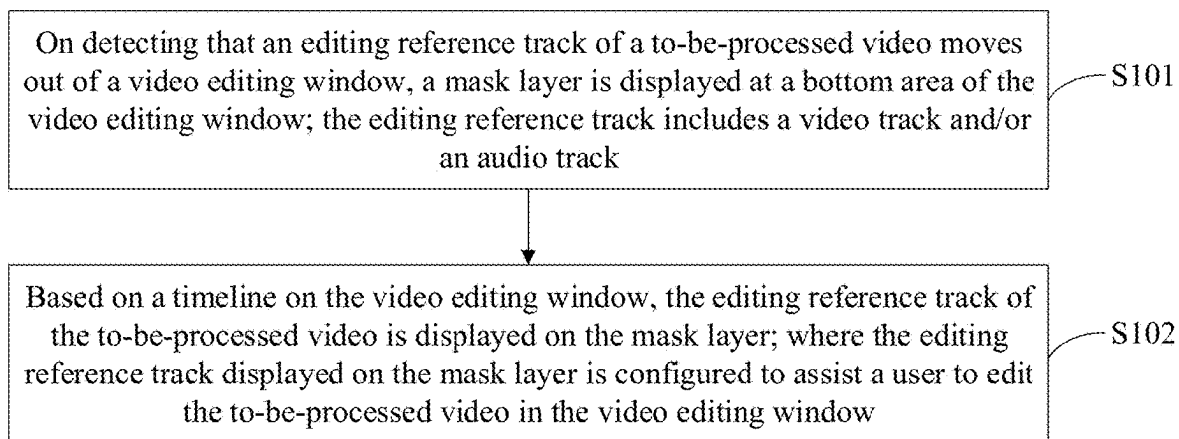 On detecting that an editing reference track of a to-be-processed video moves
out of a video editing window, a mask layer is displayed at a bottom area of the
video editing window; the editing reference track includes a video track and/or
an audio track
S101
Based on a timeline on the video editing window, the editing reference track of
the to-be-processed video is displayed on the mask layer; where the editing
reference track displayed on the mask layer is configured to assist a user to edit
the to-be-processed video in the video editing window
S102